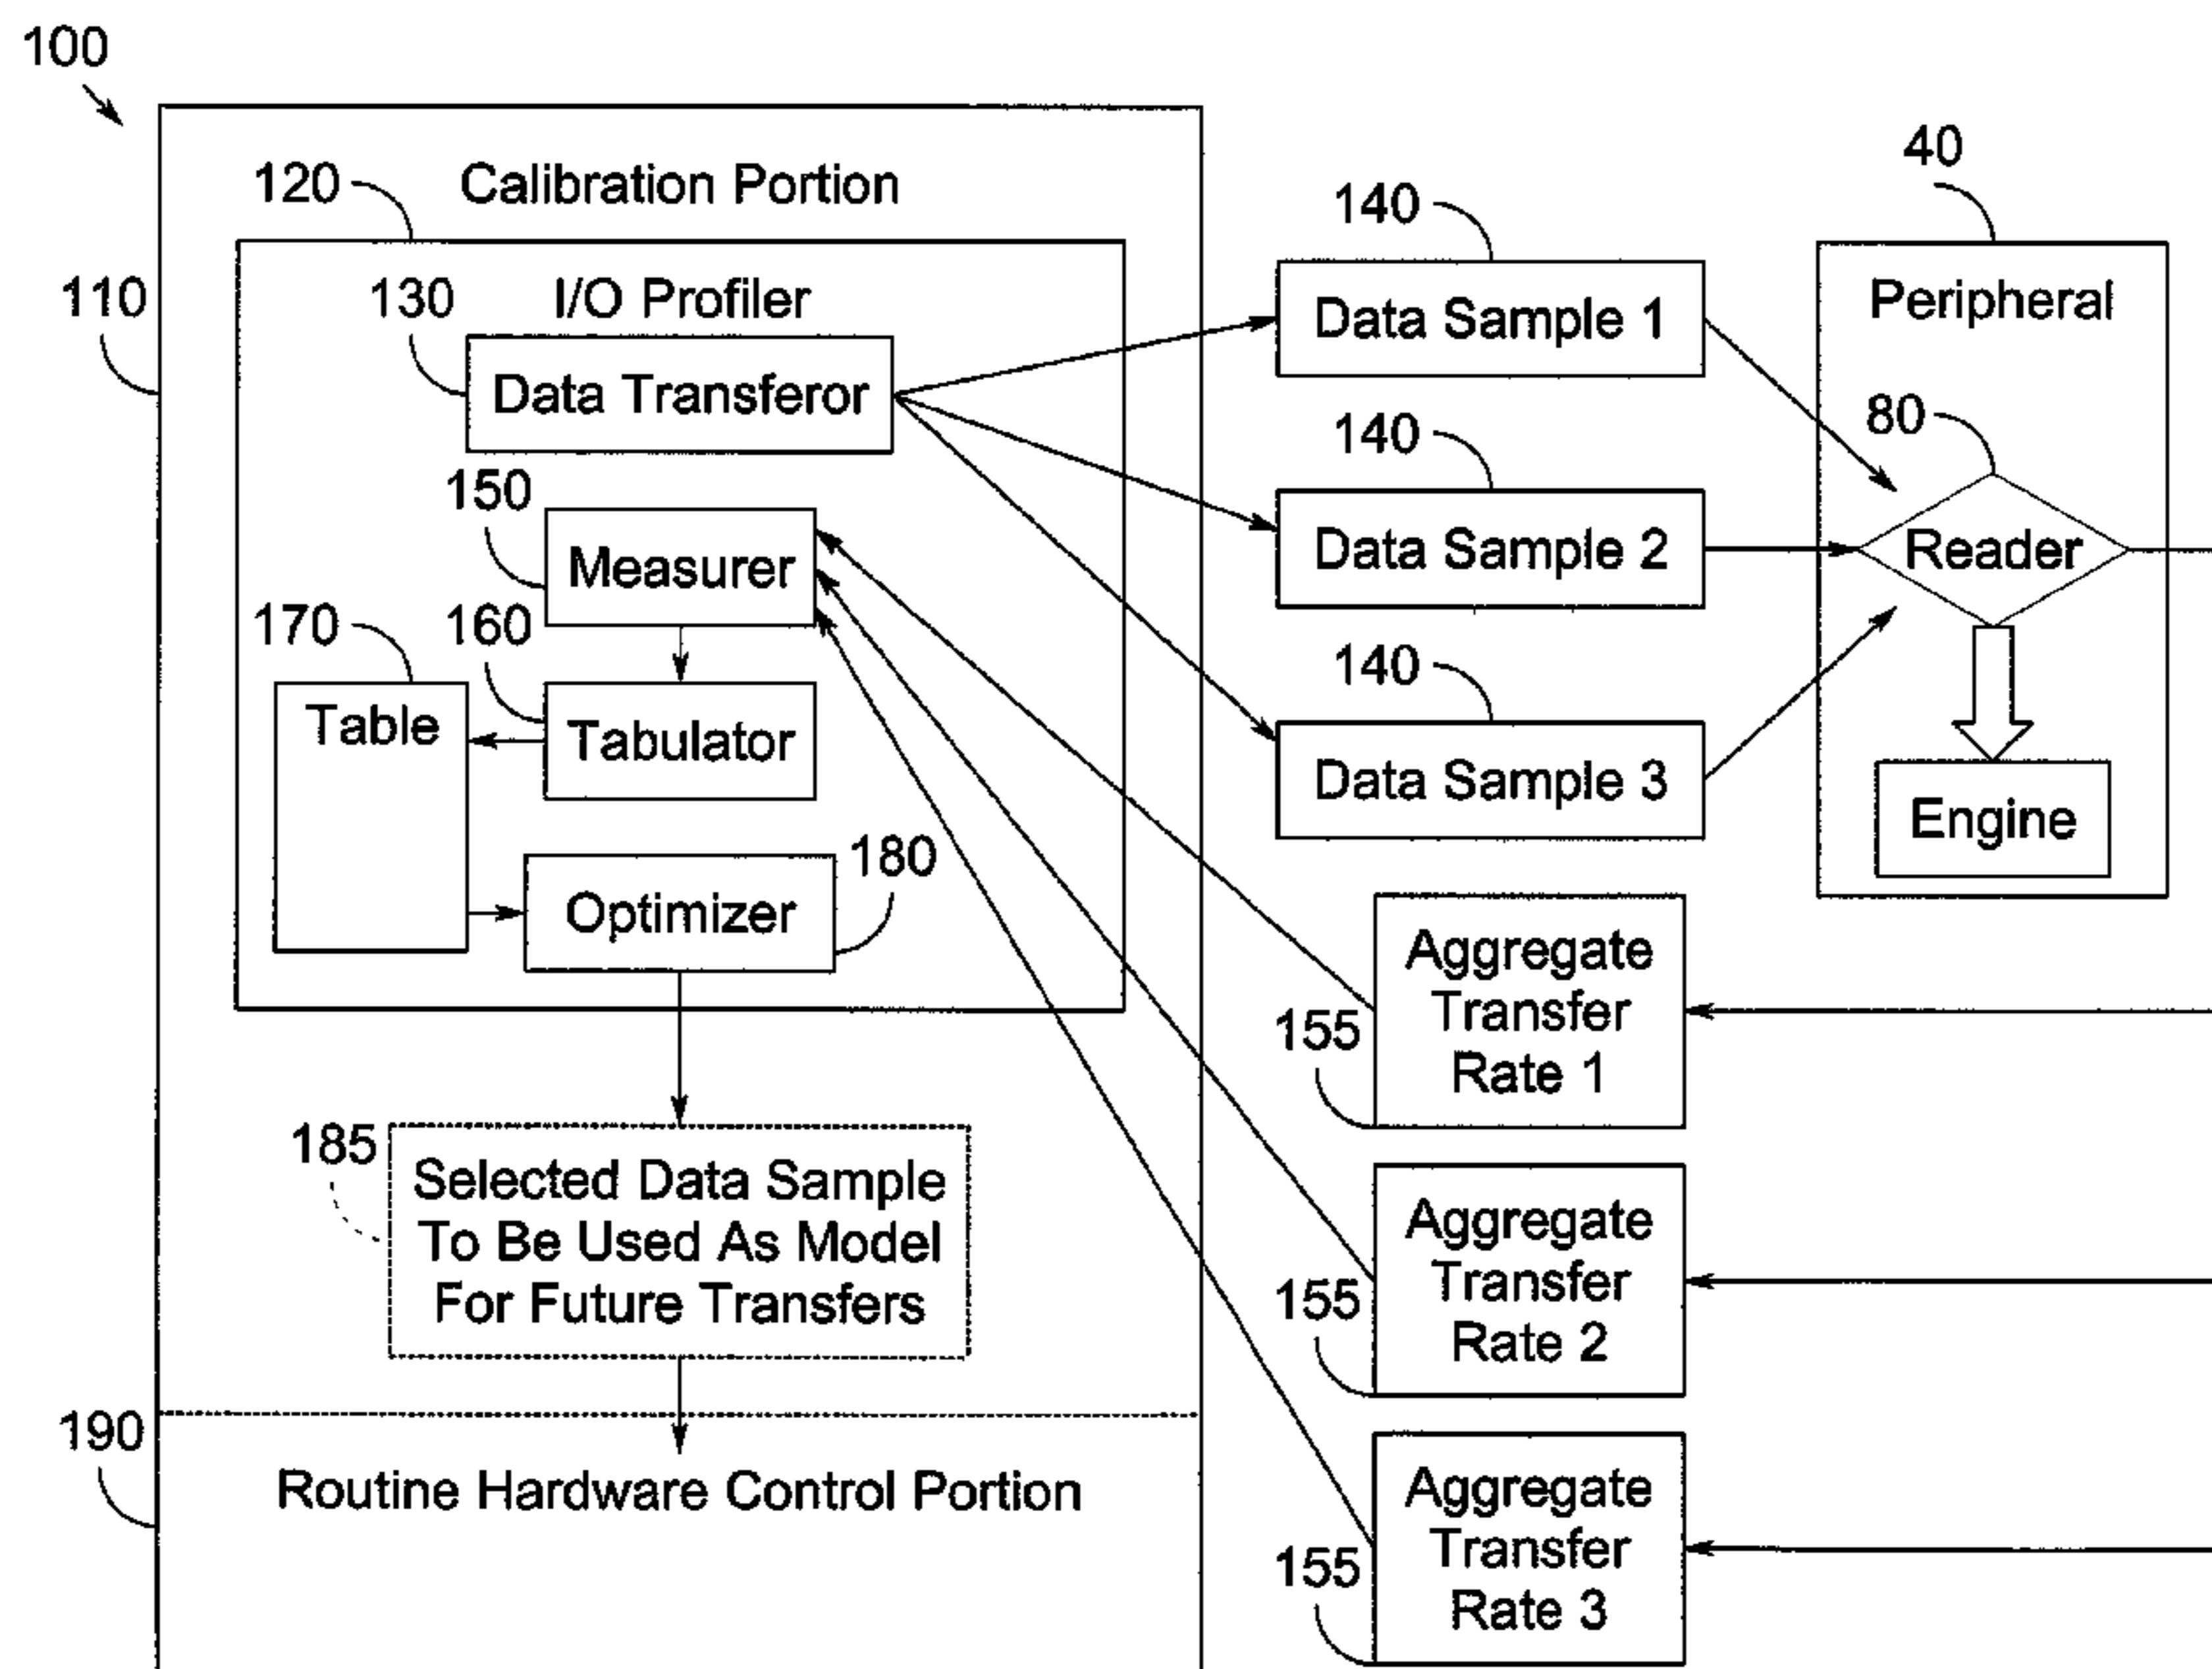 100
120
Calibration Portion
110
130
I/O Profiler
Data Transferor
150
Measurer
170
160
Table
Tabulator
180
Optimizer
185
Selected Data Sample
To Be Used As Model
For Future Transfers
190
Routine Hardware Control Portion
140
Data Sample 1
140
Data Sample 2
140
Data Sample 3
40
Peripheral
80
Reader
Engine
155
Aggregate
Transfer
Rate 1
155
Aggregate
Transfer
Rate 2
155
Aggregate
Transfer
Rate 3